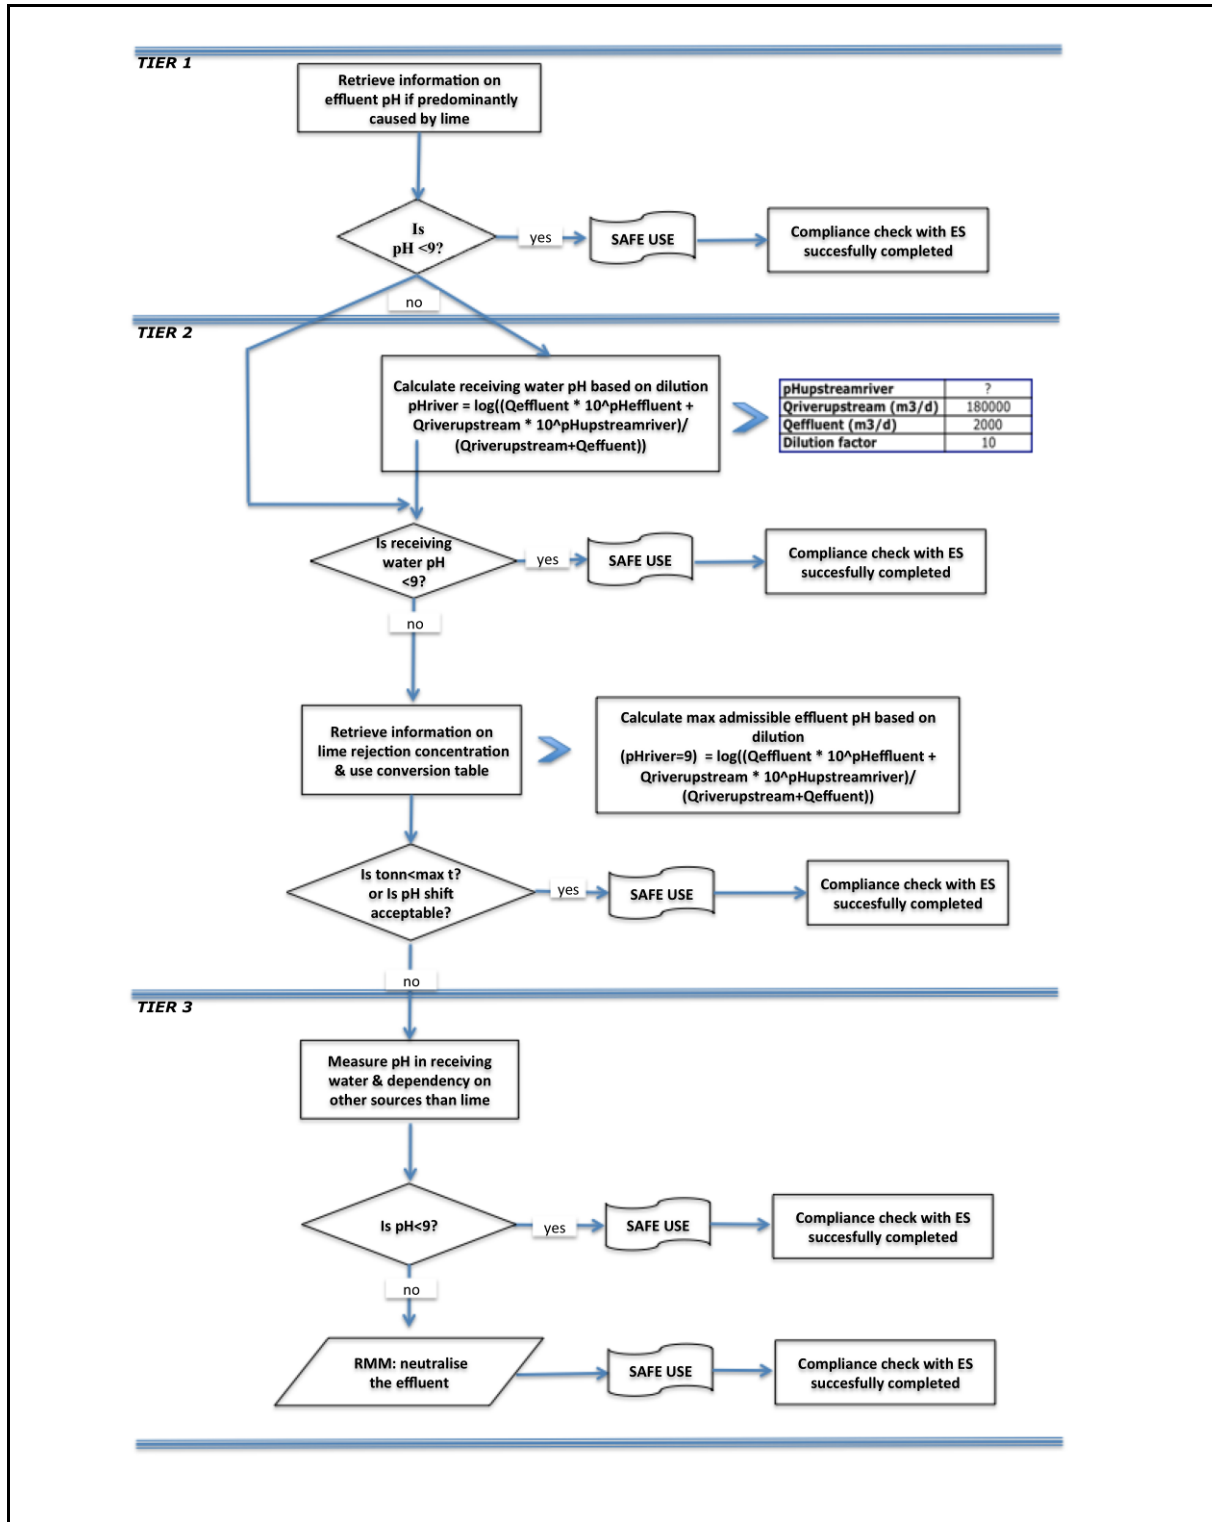 TIER 1
Retrieve information on
effluent pH if predominantly
caused by lime
Is
pH <9?
yes
SAFE USE
Compliance check with ES
succesfully completed
no
TIER 2
Calculate receiving water pH based on dilution
pHriver = log((Qeffluent * 10^pHeffluent +
Qriverupstream * 10^pHupstreamriver)/
(Qriverupstream+Qeffuent))
pHupstreamriver ?
Qriverupstream (m3/d) 180000
Qeffluent (m3/d) 2000
Dilution factor 10
Is receiving
water pH
<9?
yes
SAFE USE
Compliance check with ES
succesfully completed
no
Retrieve information on
lime rejection concentration
& use conversion table
Calculate max admissible effluent pH based on
dilution
(pHriver=9) = log((Qeffluent * 10^pHeffluent +
Qriverupstream * 10^pHupstreamriver)/
(Qriverupstream+Qeffuent))
Is tonn<max t?
or Is pH shift
acceptable?
yes
SAFE USE
Compliance check with ES
succesfully completed
no
TIER 3
Measure pH in receiving
water & dependency on
other sources than lime
Is pH<9?
yes
SAFE USE
Compliance check with ES
succesfully completed
no
RMM: neutralise
the effluent
SAFE USE
Compliance check with ES
succesfully completed